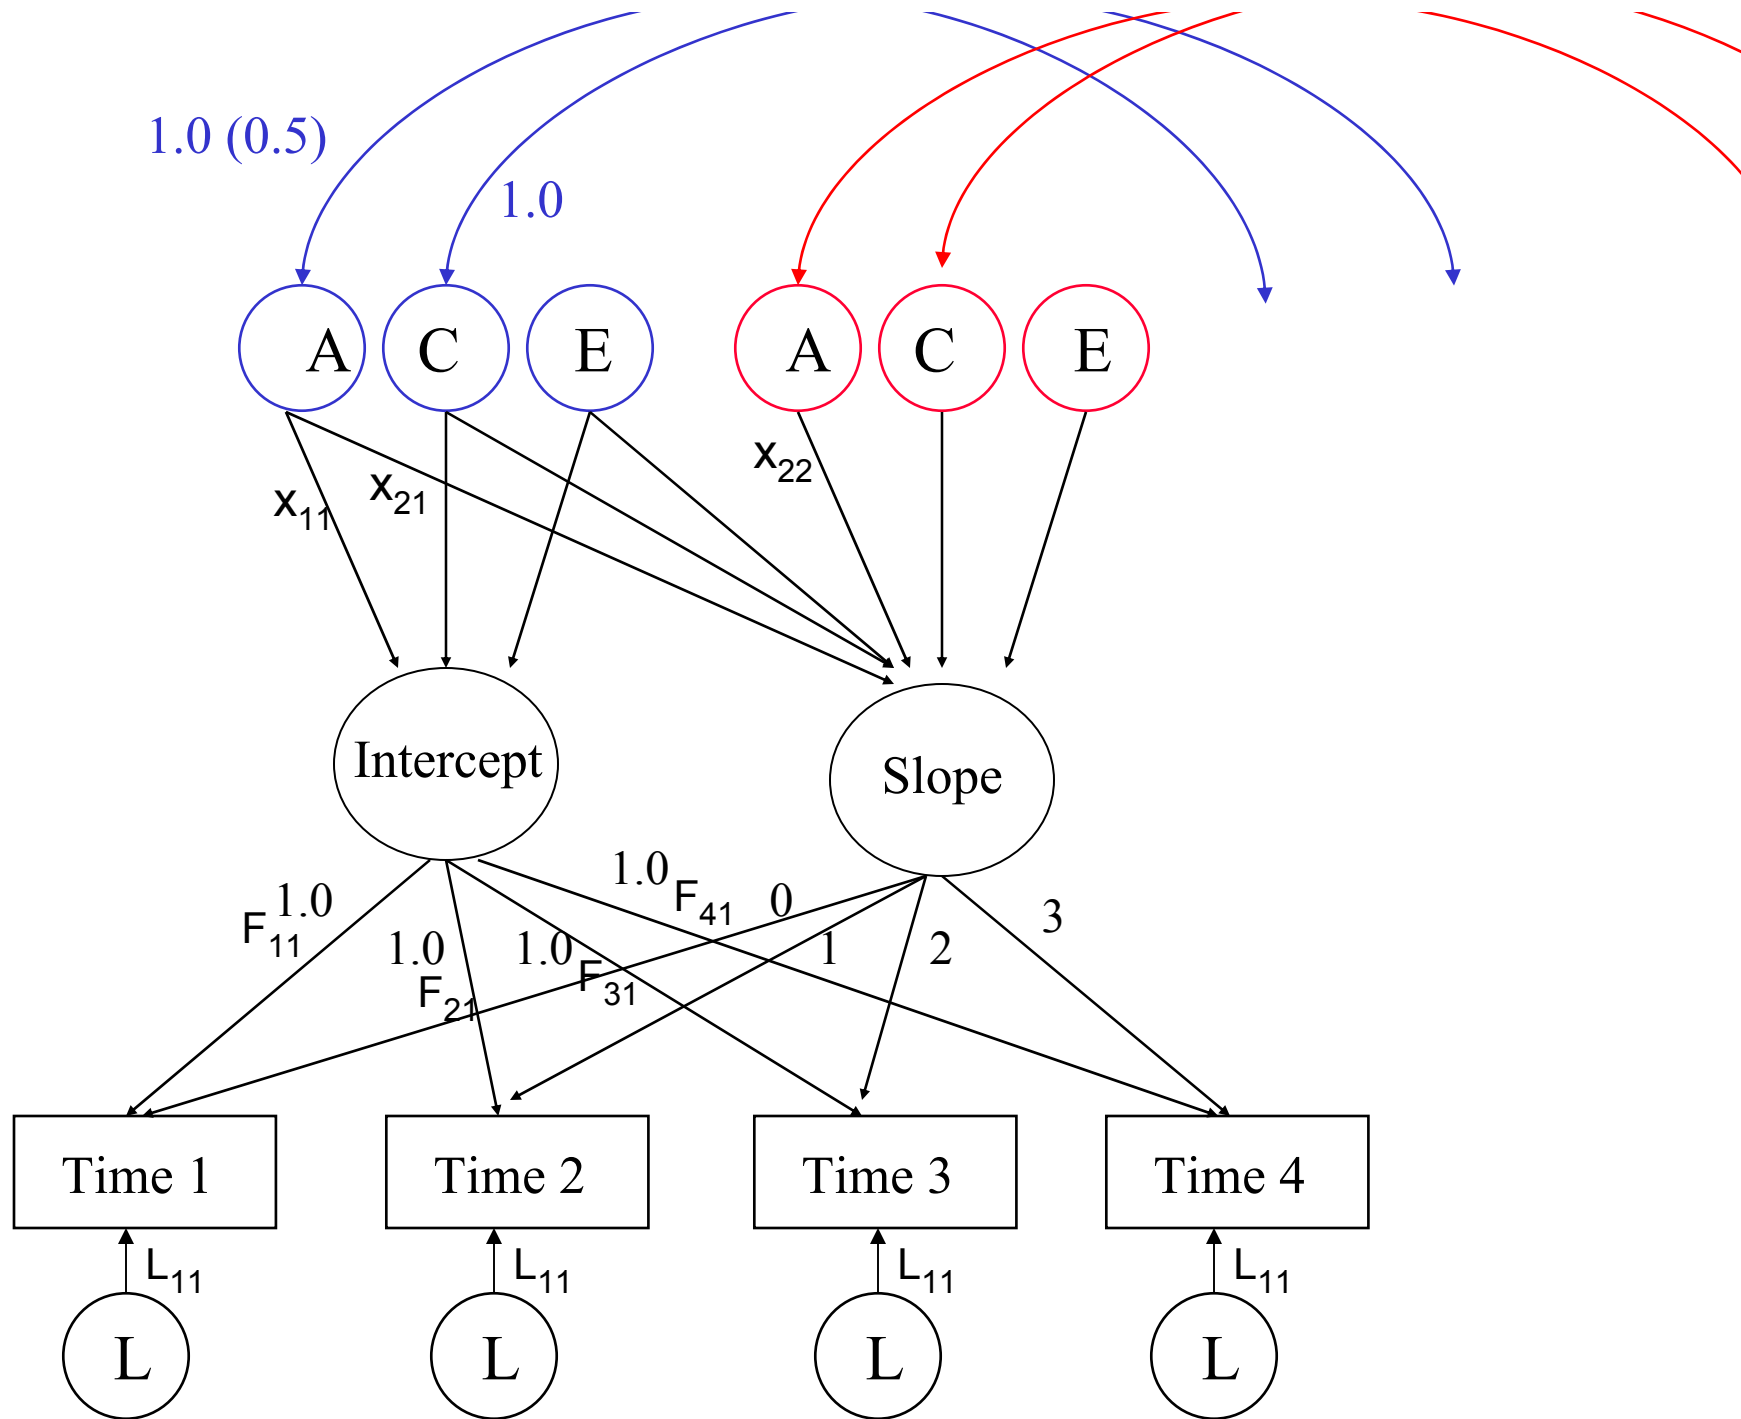 1.0 (0.5)
1.0
A C E A C E
x₂₂
x₁₁
x₂₁
Intercept
Slope
1.0
F₄₁
0
1.0
F₁₁
3
1.0
F₂₁
1.0
F₃₁
1
2
Time 1
Time 2
Time 3
Time 4
L₁₁
L₁₁
L₁₁
L₁₁
L
L
L
L